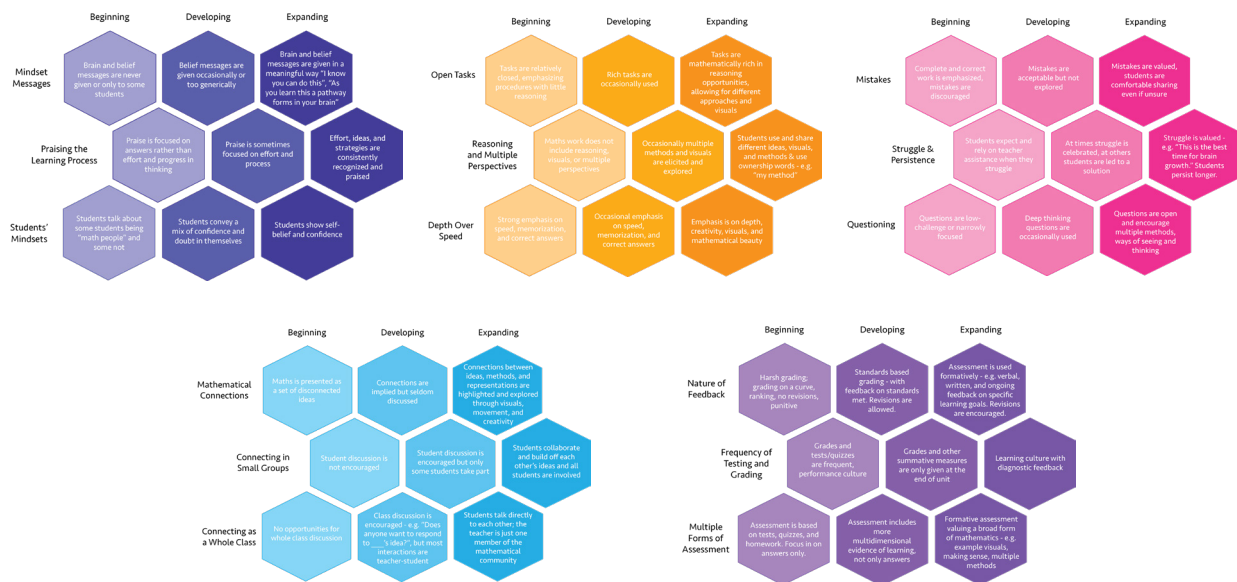 Beginning
Developing
Expanding
Mindset
Messages
Brain and belief
messages are never
given or only to some
students
Belief messages are
given occasionally or
too generically
Brain and belief
messages are given in a
meaningful way "I know
you can do this", "As
you learn this a pathway
forms in your brain"
Praising the
Learning Process
Praise is focused on
answers rather than
effort and progress in
thinking
Praise is sometimes
focused on effort and
process
Effort, ideas, and
strategies are
consistently
recognized and
praised
Students'
Mindsets
Students talk about
some students being
"math people" and
some not
Students convey a
mix of confidence and
doubt in themselves
Students show self-
belief and confidence
Beginning
Developing
Expanding
Open Tasks
Tasks are relatively
closed, emphasizing
procedures with little
reasoning
Rich tasks are
occasionally used
Tasks are
mathematically rich in
reasoning
opportunities,
allowing for different
approaches and
visuals
Reasoning
and Multiple
Perspectives
Maths work does not
include reasoning,
visuals, or multiple
perspectives
Occasionally multiple
methods and visuals
are elicited and
explored
Students use and share
different ideas, visuals,
and methods & use
ownership words - e.g.
"my method"
Depth Over
Speed
Strong emphasis on
speed, memorization,
and correct answers
Occasional emphasis
on speed,
memorization, and
correct answers
Emphasis is on depth,
creativity, visuals, and
mathematical beauty
Beginning
Developing
Expanding
Mistakes
Complete and correct
work is emphasized,
mistakes are
discouraged
Mistakes are
acceptable but not
explored
Mistakes are valued,
students are
comfortable sharing
even if unsure
Struggle &
Persistence
Students expect and
rely on teacher
assistance when they
struggle
At times struggle is
celebrated, at others
students are led to a
solution
Struggle is valued -
e.g. "This is the best
time for brain
growth." Students
persist longer.
Questioning
Questions are low-
challenge or narrowly
focused
Deep thinking
questions are
occasionally used
Questions are open
and encourage
multiple methods,
ways of seeing and
thinking
Beginning
Developing
Expanding
Mathematical
Connections
Maths is presented as
a set of disconnected
ideas
Connections are
implied but seldom
discussed
Connections between
ideas, methods, and
representations are
highlighted and explored
through visuals,
movement, and
creativity
Connecting in
Small Groups
Student discussion is
not encouraged
Student discussion is
encouraged but only
some students take part
Students collaborate
and build off each
other's ideas and all
students are involved
Connecting as
a Whole Class
No opportunities for
whole class discussion
Class discussion is
encouraged - e.g. "Does
anyone want to respond
to ___'s idea?", but most
interactions are
teacher-student
Students talk directly
to each other; the
teacher is just one
member of the
mathematical
community
Beginning
Developing
Expanding
Nature of
Feedback
Harsh grading;
grading on a curve,
ranking, no revisions,
punitive
Standards based
grading - with
feedback on standards
met. Revisions are
allowed.
Assessment is used
formatively - e.g. verbal,
written, and ongoing
feedback on specific
learning goals. Revisions
are encouraged.
Frequency of
Testing and
Grading
Grades and
tests/quizzes
are frequent,
performance culture
Grades and other
summative measures
are only given at the
end of unit
Learning culture with
diagnostic feedback
Multiple
Forms of
Assessment
Assessment is based
on tests, quizzes, and
homework. Focus in on
answers only.
Assessment includes
more
multidimensional
evidence of learning,
not only answers
Formative assessment
valuing a broad form
of mathematics - e.g.
example visuals,
making sense, multiple
methods